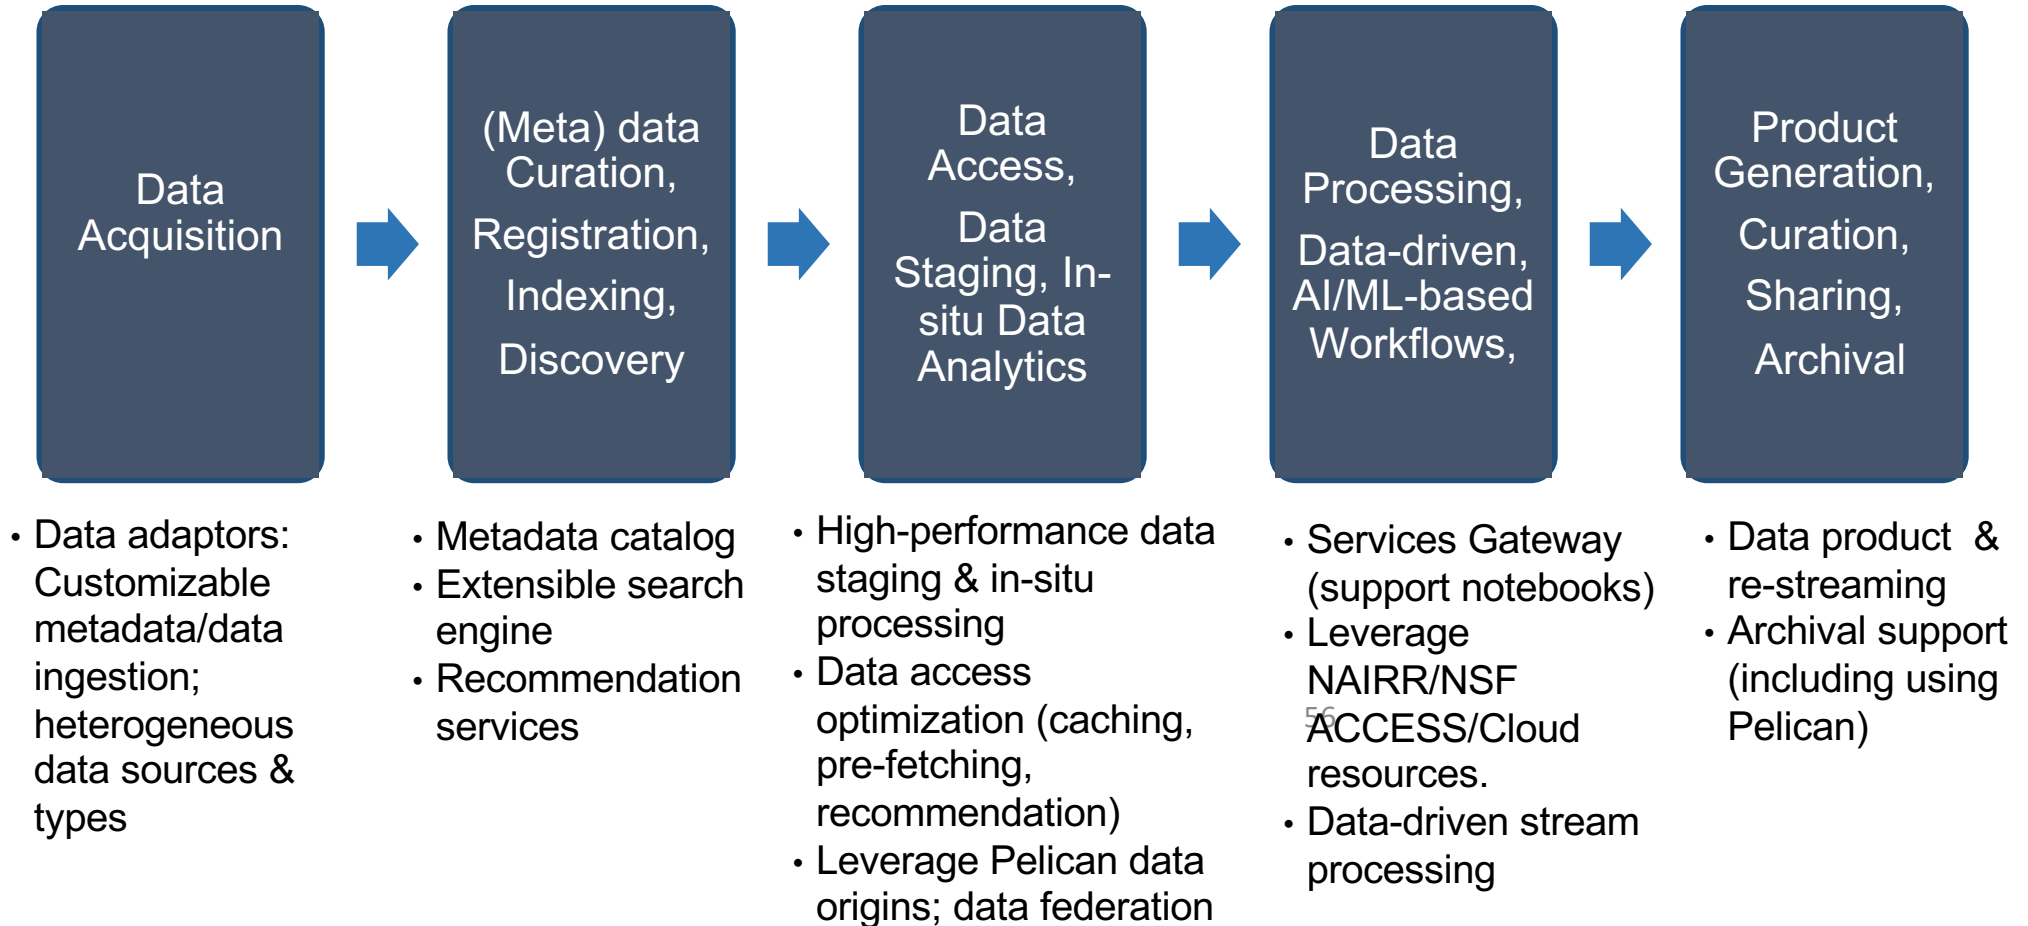 Data
Acquisition
(Meta) data
Curation,
Registration,
Indexing,
Discovery
Data
Access,
Data
Staging, In-
situ Data
Analytics
Data
Processing,
Data-driven,
AI/ML-based
Workflows,
Product
Generation,
Curation,
Sharing,
Archival
• Data adaptors:
Customizable
metadata/data
ingestion;
heterogeneous
data sources &
types
• Metadata catalog
• Extensible search
engine
• Recommendation
services
• High-performance data
staging & in-situ
processing
• Data access
optimization (caching,
pre-fetching,
recommendation)
• Leverage Pelican data
origins; data federation
• Services Gateway
(support notebooks)
• Leverage
NAIRR/NSF
56
ACCESS/Cloud
resources.
• Data-driven stream
processing
• Data product &
re-streaming
• Archival support
(including using
Pelican)